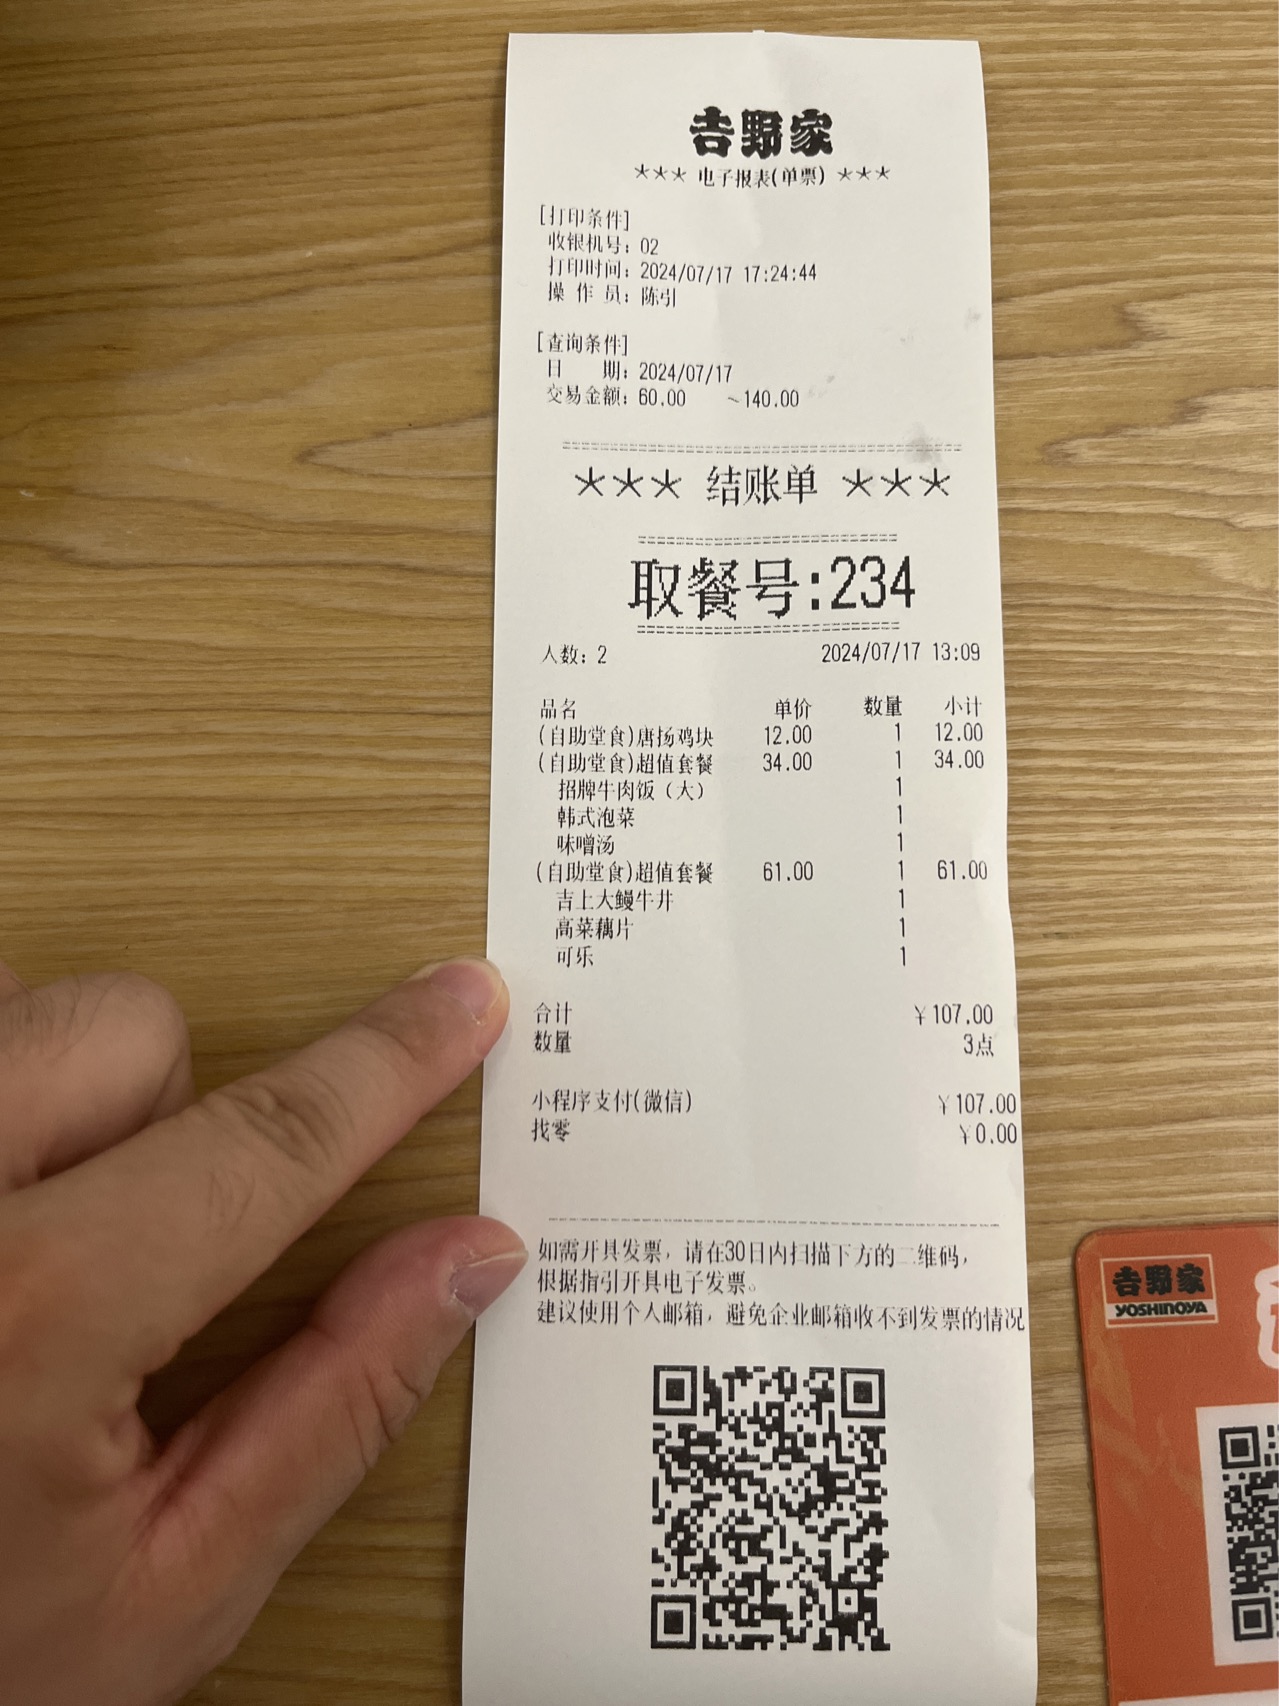 吉野家
*** 电子报表(单票) ***
[打印条件]
收银机号: 02
打印时间: 2024/07/17 17:24:44
操 作 员: 陈引
[查询条件]
日 期: 2024/07/17
交易金额: 60.00 ~140.00
*** 结账单 ***
取餐号:234
人数: 2 2024/07/17 13:09
品名 单价 数量 小计
(自助堂食)唐扬鸡块 12.00 1 12.00
(自助堂食)超值套餐 34.00 1 34.00
招牌牛肉饭（大） 1
韩式泡菜 1
味噌汤 1
(自助堂食)超值套餐 61.00 1 61.00
吉上大鳗牛丼 1
高菜藕片 1
可乐 1
合计 ￥107.00
数量 3点
小程序支付(微信) ￥107.00
找零 ￥0.00
如需开具发票，请在30日内扫描下方的二维码，
根据指引开具电子发票。
建议使用个人邮箱，避免企业邮箱收不到发票的情况
吉野家
YOSHINOYA